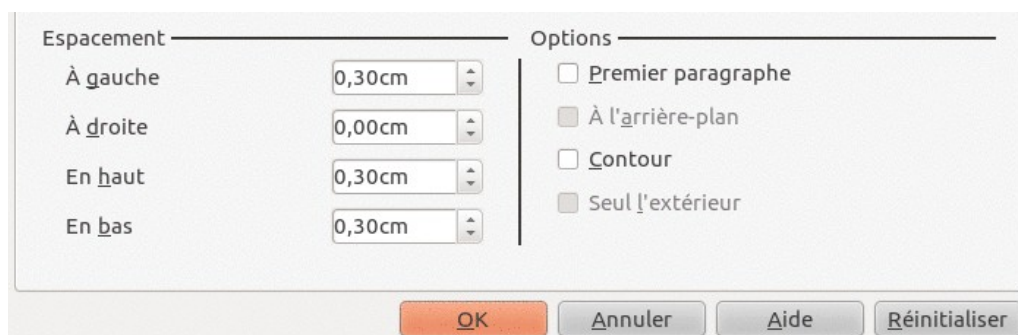 Espacement
À gauche 0,30cm
À droite 0,00cm
En haut 0,30cm
En bas 0,30cm
Options
Premier paragraphe
À l'arrière-plan
Contour
Seul l'extérieur
OK Annuler Aide Réinitialiser